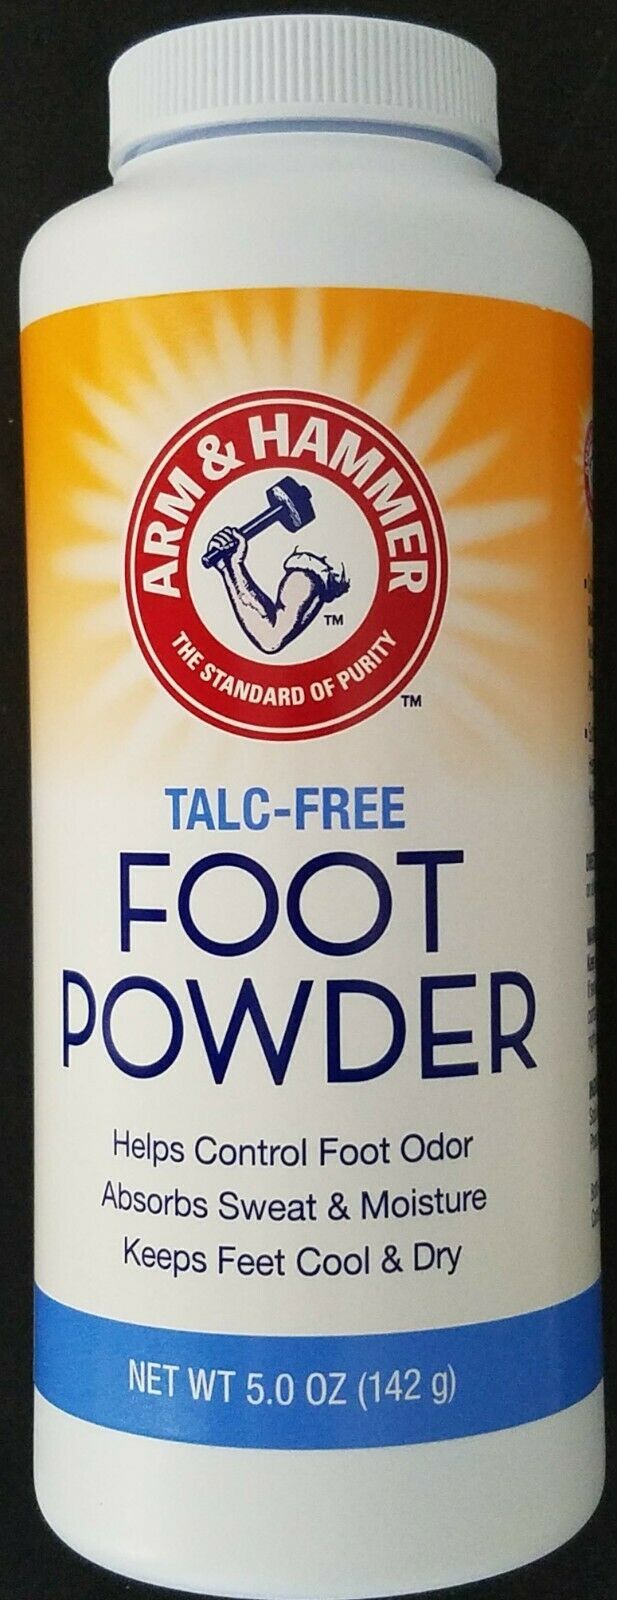 ARM & HAMMER
TM
THE STANDARD OF PURITY
TM
TALC-FREE
FOOT
POWDER
Helps Control Foot Odor
Absorbs Sweat & Moisture
Keeps Feet Cool & Dry
NET WT 5.0 OZ (142 g)